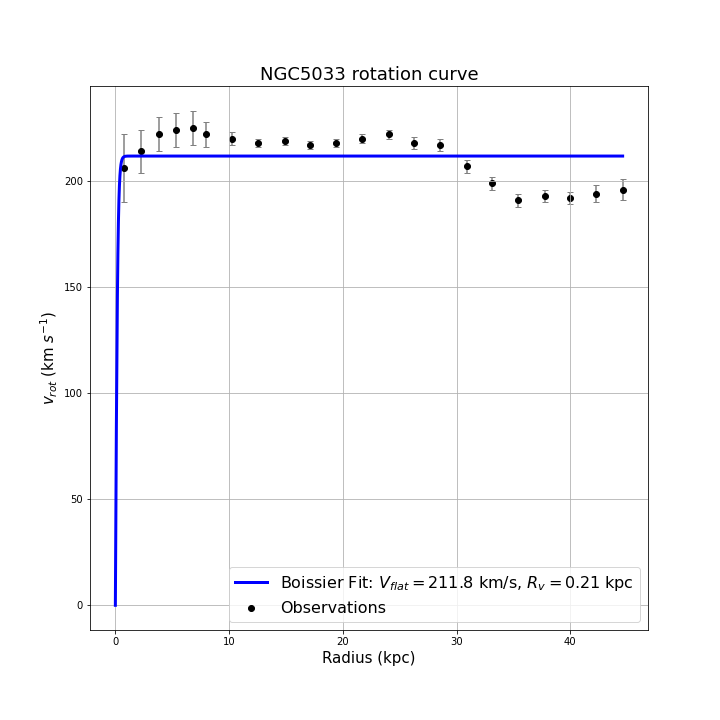 NGC5033 rotation curve
200
150
100
50
0
v_rot (km s⁻¹)
0 10 20 30 40
Radius (kpc)
Boissier Fit: V_flat = 211.8 km/s, R_v = 0.21 kpc
Observations